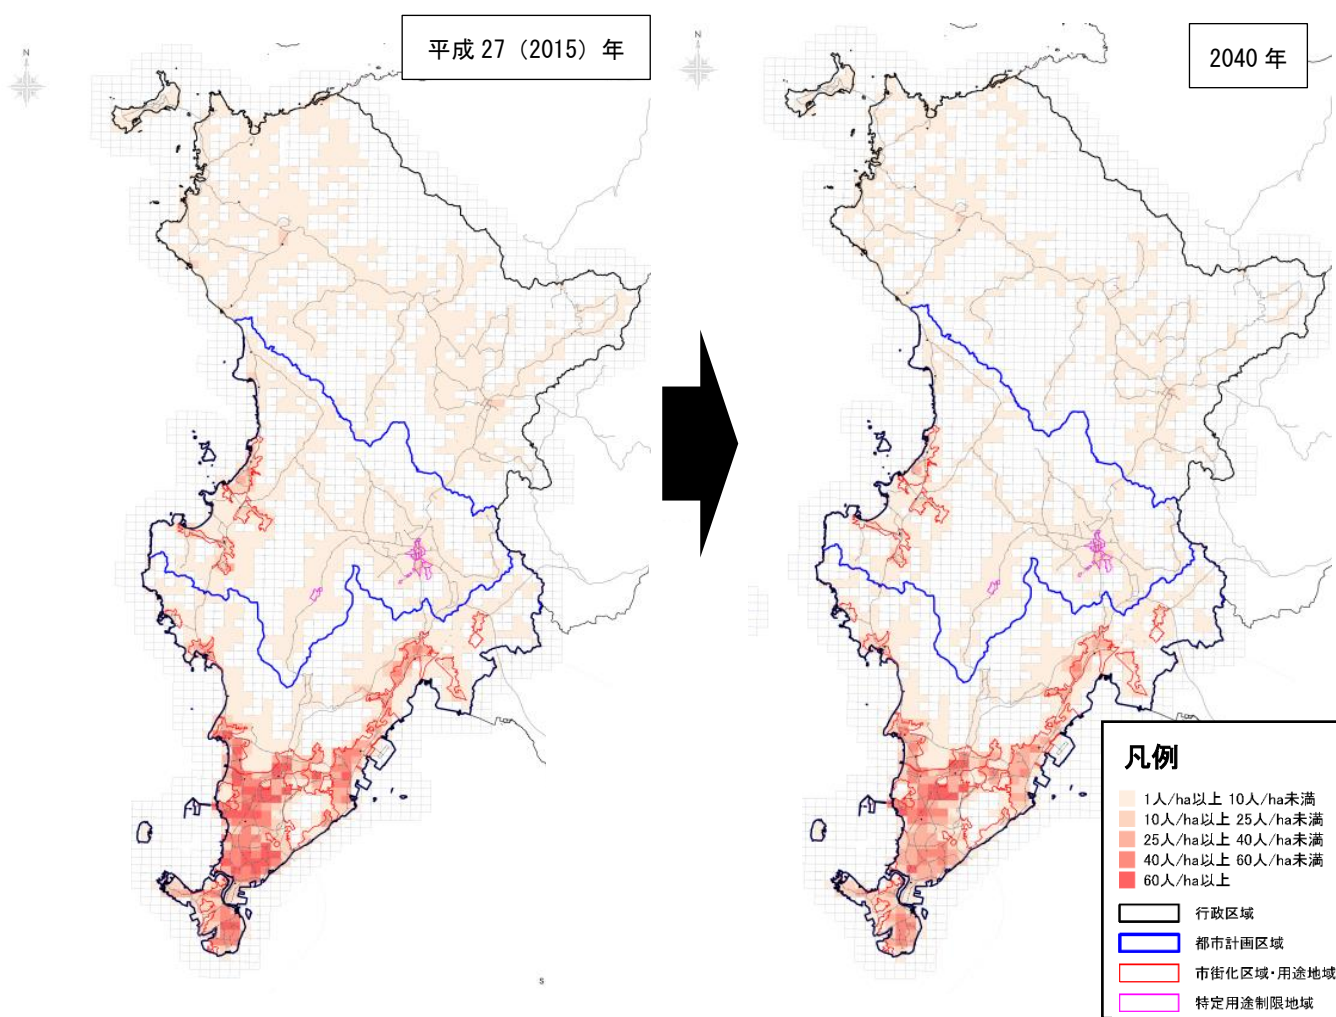 平成 27（2015）年
2040 年
N
N
S
凡例
1人/ha以上 10人/ha未満
10人/ha以上 25人/ha未満
25人/ha以上 40人/ha未満
40人/ha以上 60人/ha未満
60人/ha以上
行政区域
都市計画区域
市街化区域・用途地域
特定用途制限地域